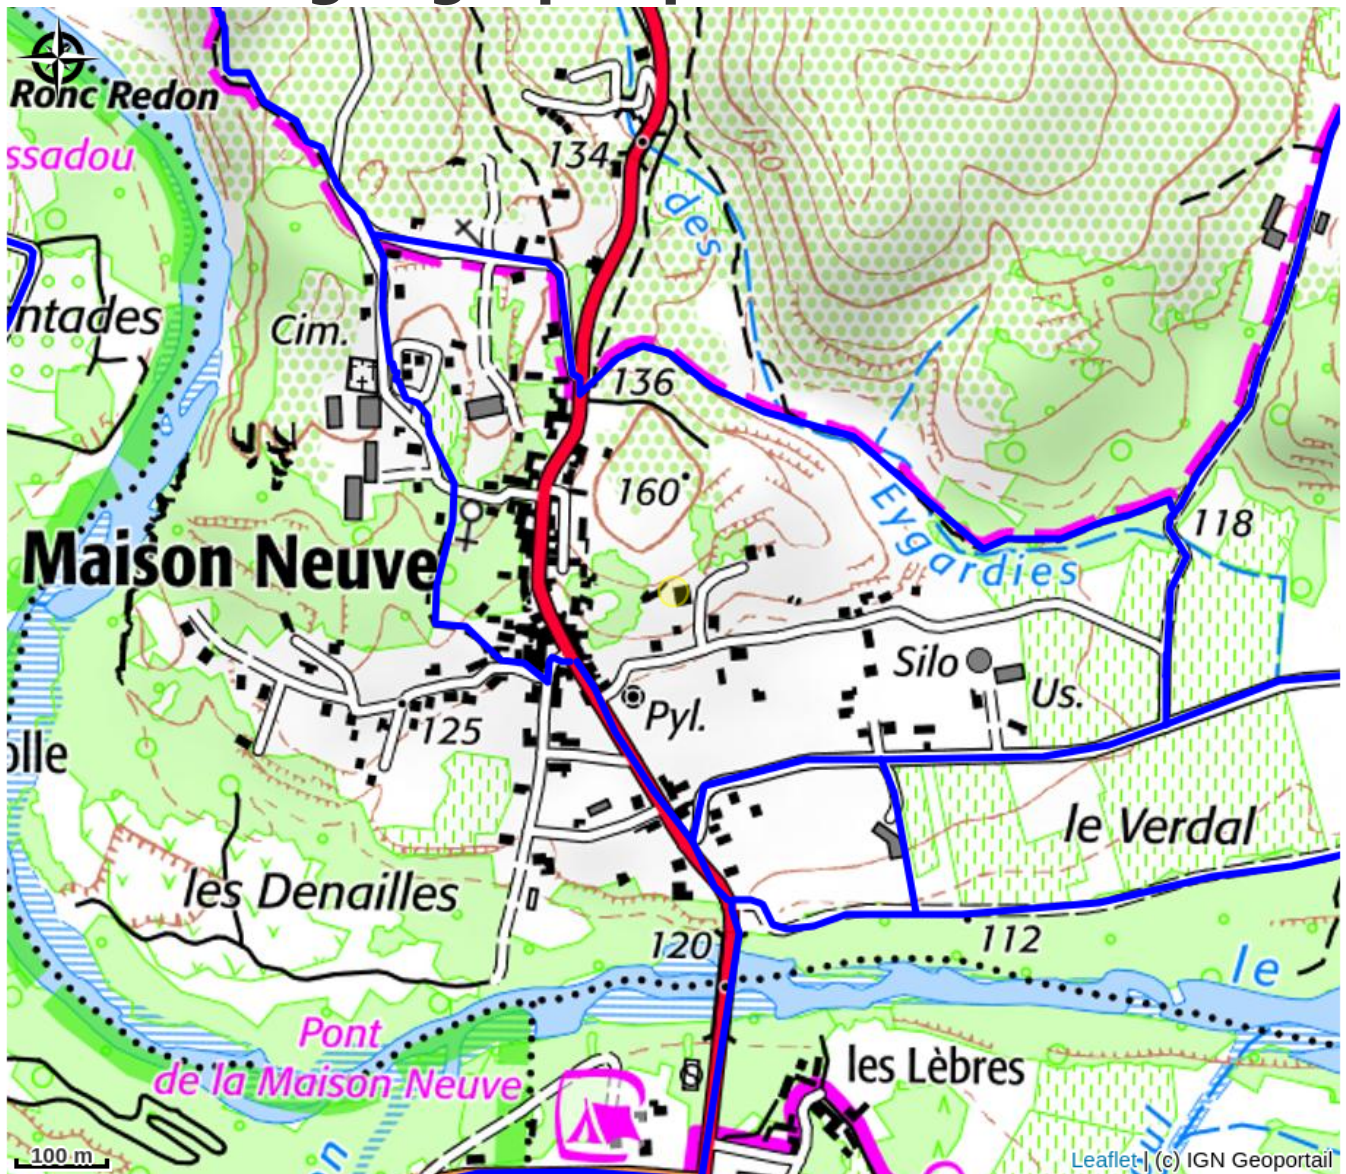 Ronc Redon
ssadou
134
150
des
ntades
Cim.
136
160
Eygardies
118
Maison Neuve
Silo
Us.
Pyl.
125
olle
le Verdal
les Denailles
120
112
le
Pont
de la Maison Neuve
les Lèbres
100 m
Leaflet | (c) IGN Geoportail